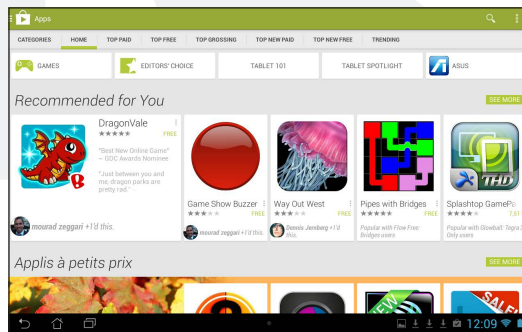 Apps
CATEGORIES HOME TOP PAID TOP FREE TOP GROSSING TOP NEW PAID TOP NEW FREE TRENDING
GAMES EDITORS' CHOICE TABLET 101 TABLET SPOTLIGHT ASUS
Recommended for You SEE MORE
DragonVale
FREE
"Best New Online Game"
~ GDC Awards Nominee
"Just between you and
me, dragon parks are
pretty rad."
mourad zeggari +1'd this.
Game Show Buzzer
FREE
mourad zeggari +1'd this.
Way Out West
FREE
Dennis Jernberg +1'd
this.
Pipes with Bridges
FREE
Popular with Flow Free:
Bridges users
THD
Splashtop GamePa
7,61
Popular with Glowball: Tegra
Only users
Applis à petits prix SEE MORE
NEW
SALE
12:09